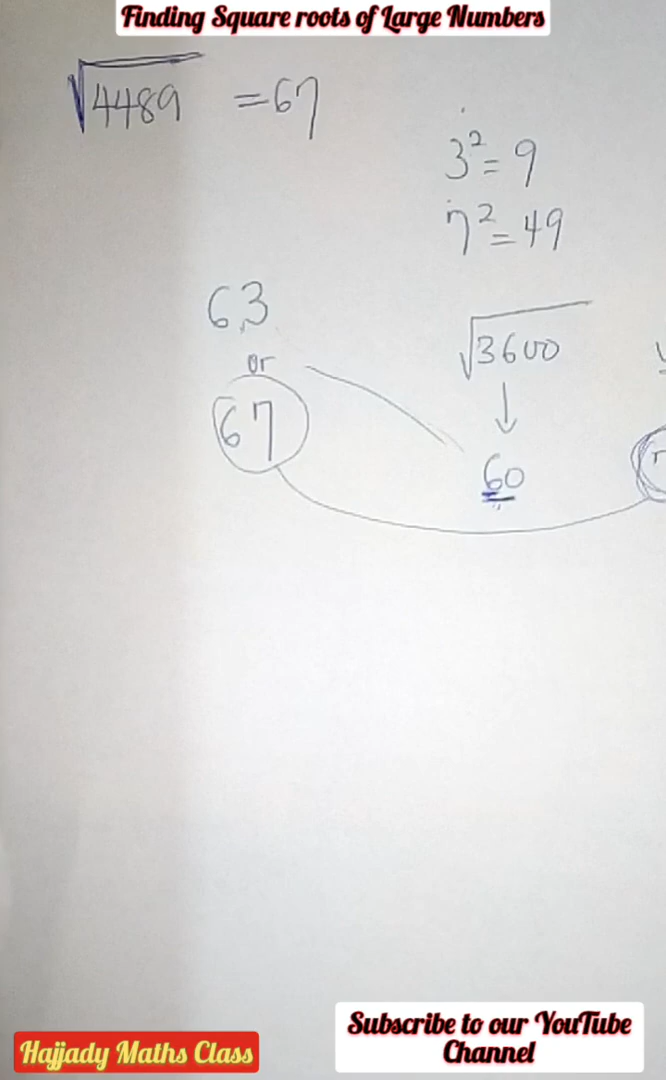 Finding Square roots of Large Numbers
√4489 = 67
3² = 9
7² = 49
63
or
67
√3600
↓
60
Hajjady Maths Class
Subscribe to our YouTube
Channel